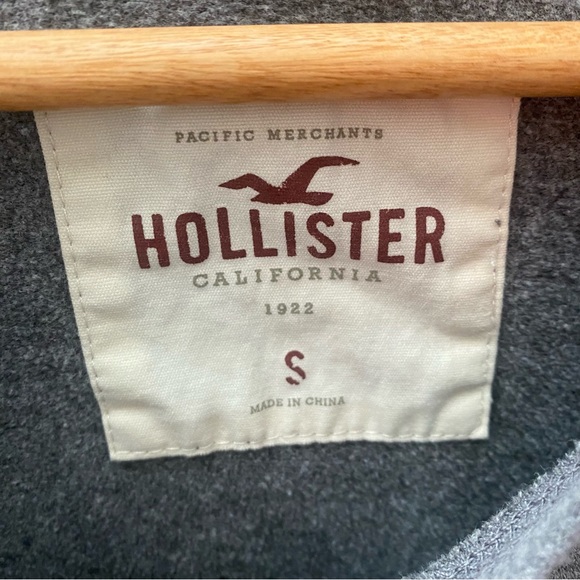 PACIFIC MERCHANTS
HOLLISTER
CALIFORNIA
1922
S
MADE IN CHINA